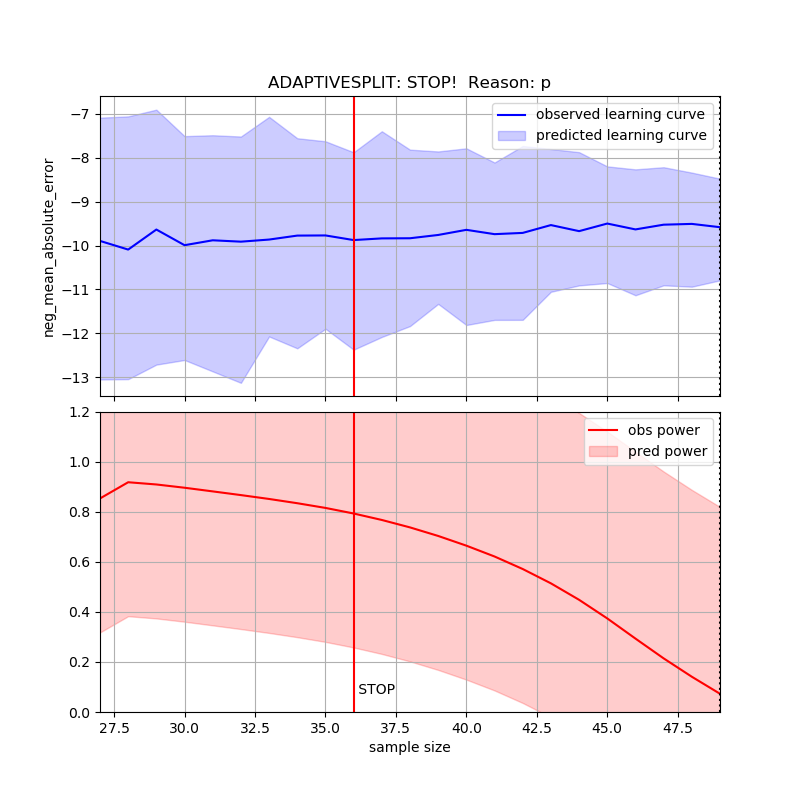 ADAPTIVESPLIT: STOP!  Reason: p
neg_mean_absolute_error
−7
−8
−9
−10
−11
−12
−13
observed learning curve
predicted learning curve
1.2
1.0
0.8
0.6
0.4
0.2
0.0
obs power
pred power
STOP
27.5 30.0 32.5 35.0 37.5 40.0 42.5 45.0 47.5
sample size